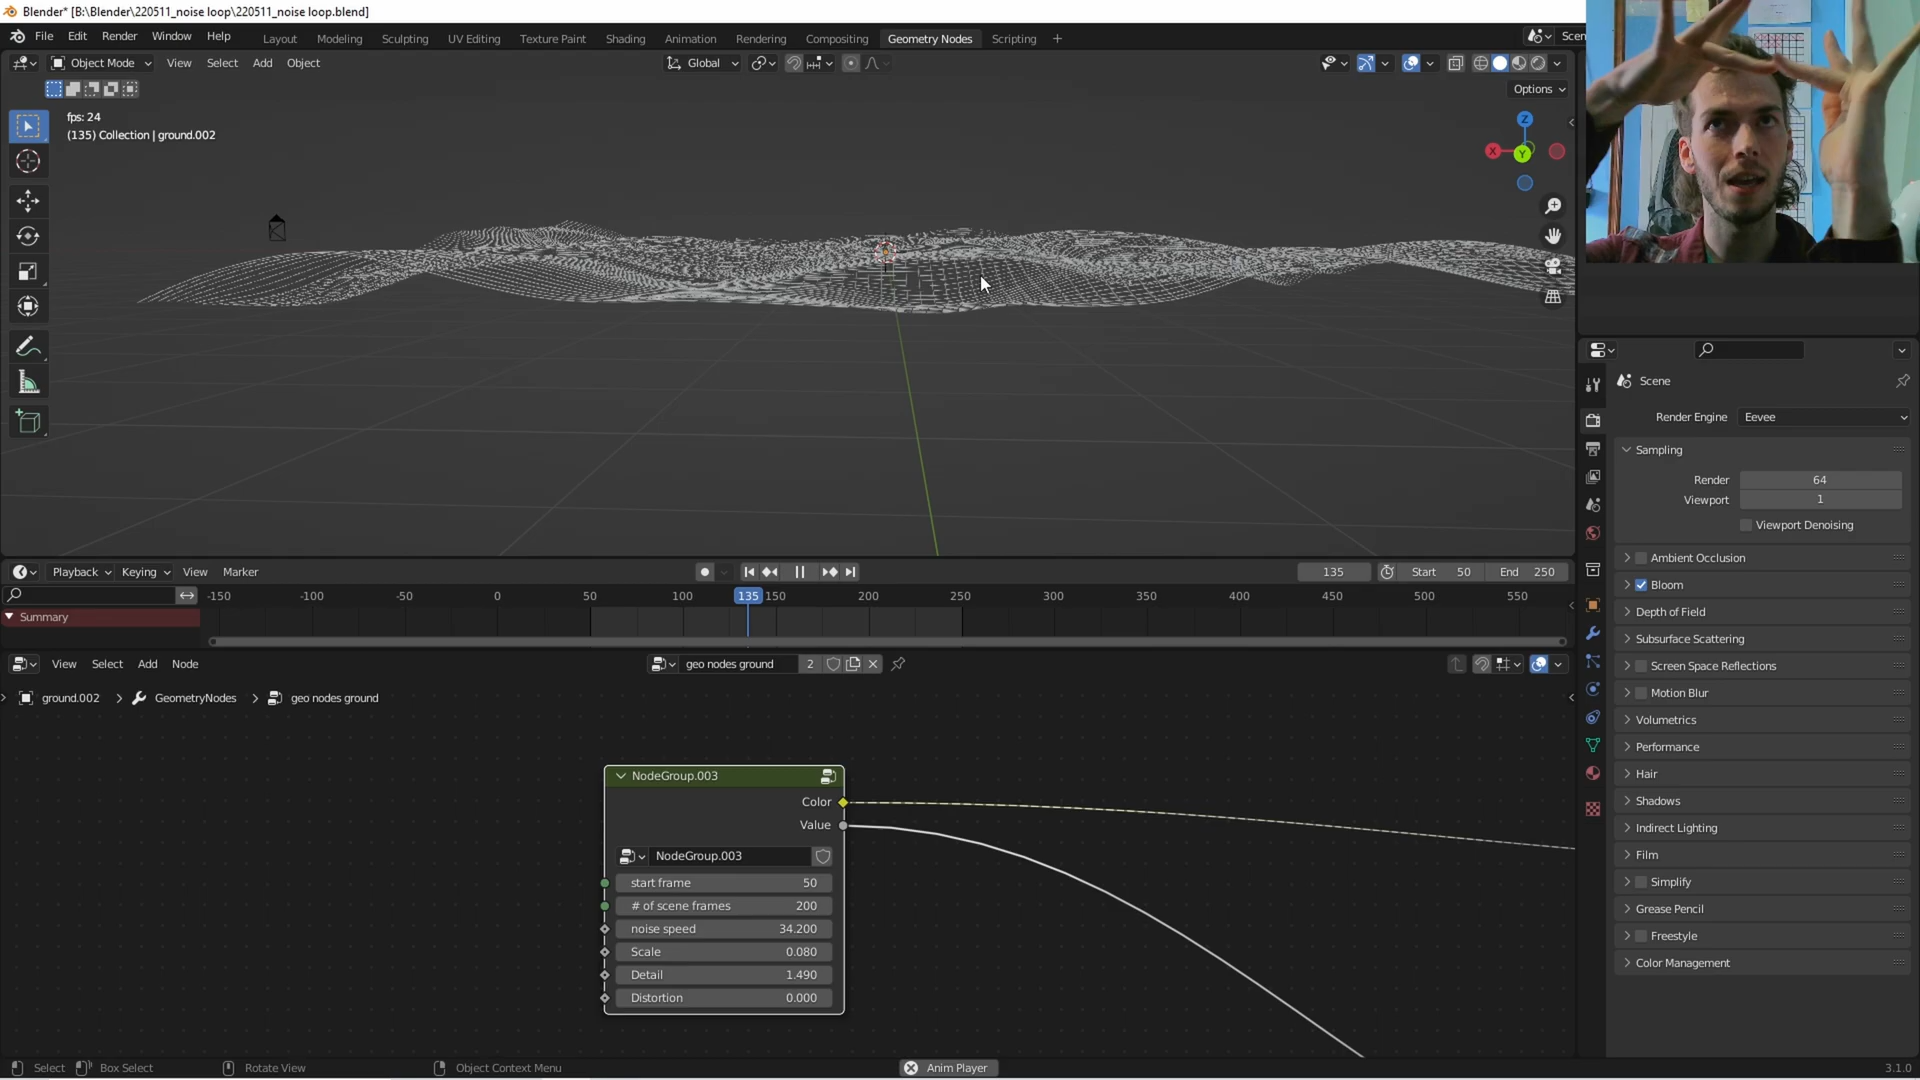 Blender* [B:\Blender\220511_noise loop\220511_noise loop.blend]
File Edit Render Window Help Layout Modeling Sculpting UV Editing Texture Paint Shading Animation Rendering Compositing Geometry Nodes Scripting + Scen
Object Mode View Select Add Object Global
Options
fps: 24
(135) Collection | ground.002
Z
X Y
Scene
Render Engine Eevee
Sampling
Render 64
Viewport 1
Viewport Denoising
Ambient Occlusion
Bloom
Depth of Field
Subsurface Scattering
Screen Space Reflections
Motion Blur
Volumetrics
Performance
Hair
Shadows
Indirect Lighting
Film
Simplify
Grease Pencil
Freestyle
Color Management
Playback Keying View Marker 135 Start 50 End 250
-150 -100 -50 0 50 100 135 150 200 250 300 350 400 450 500 550
Summary
View Select Add Node geo nodes ground 2
ground.002 > GeometryNodes > geo nodes ground
NodeGroup.003
Color
Value
NodeGroup.003
start frame 50
# of scene frames 200
noise speed 34.200
Scale 0.080
Detail 1.490
Distortion 0.000
Select Box Select Rotate View Object Context Menu Anim Player 3.1.0